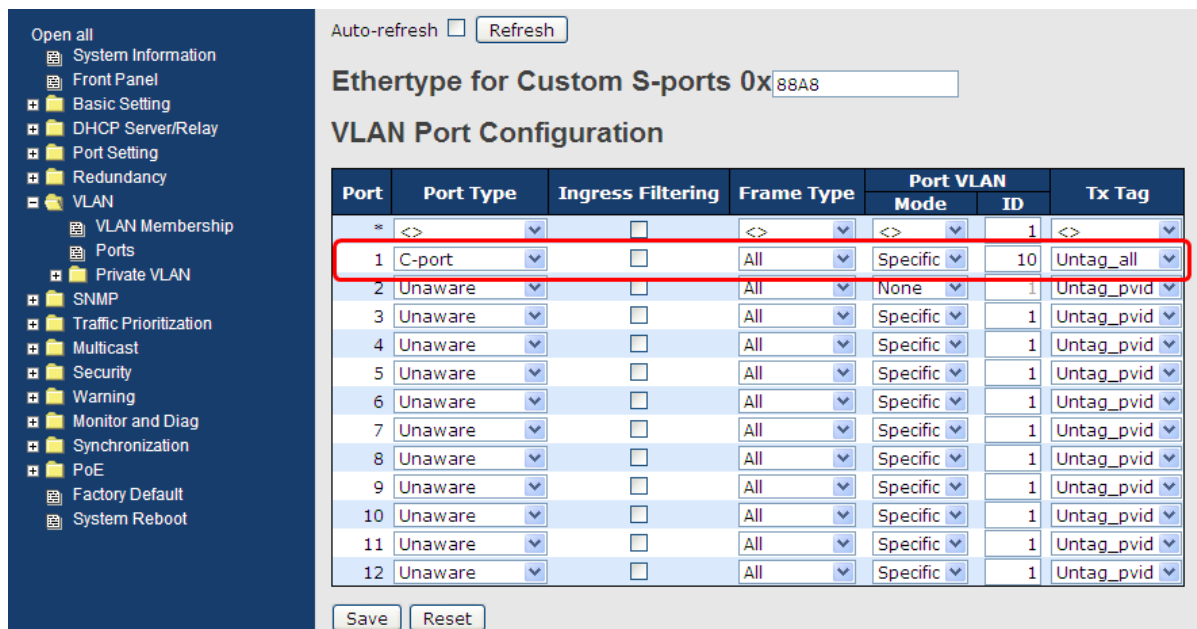 Open all
System Information
Front Panel
Basic Setting
DHCP Server/Relay
Port Setting
Redundancy
VLAN
VLAN Membership
Ports
Private VLAN
SNMP
Traffic Prioritization
Multicast
Security
Warning
Monitor and Diag
Synchronization
PoE
Factory Default
System Reboot
Auto-refresh Refresh
Ethertype for Custom S-ports 0x 88A8
VLAN Port Configuration
Port Port Type Ingress Filtering Frame Type Port VLAN Tx Tag
Mode ID
* <> <> <> 1 <>
1 C-port All Specific 10 Untag_all
2 Unaware All None 1 Untag_pvid
3 Unaware All Specific 1 Untag_pvid
4 Unaware All Specific 1 Untag_pvid
5 Unaware All Specific 1 Untag_pvid
6 Unaware All Specific 1 Untag_pvid
7 Unaware All Specific 1 Untag_pvid
8 Unaware All Specific 1 Untag_pvid
9 Unaware All Specific 1 Untag_pvid
10 Unaware All Specific 1 Untag_pvid
11 Unaware All Specific 1 Untag_pvid
12 Unaware All Specific 1 Untag_pvid
Save Reset